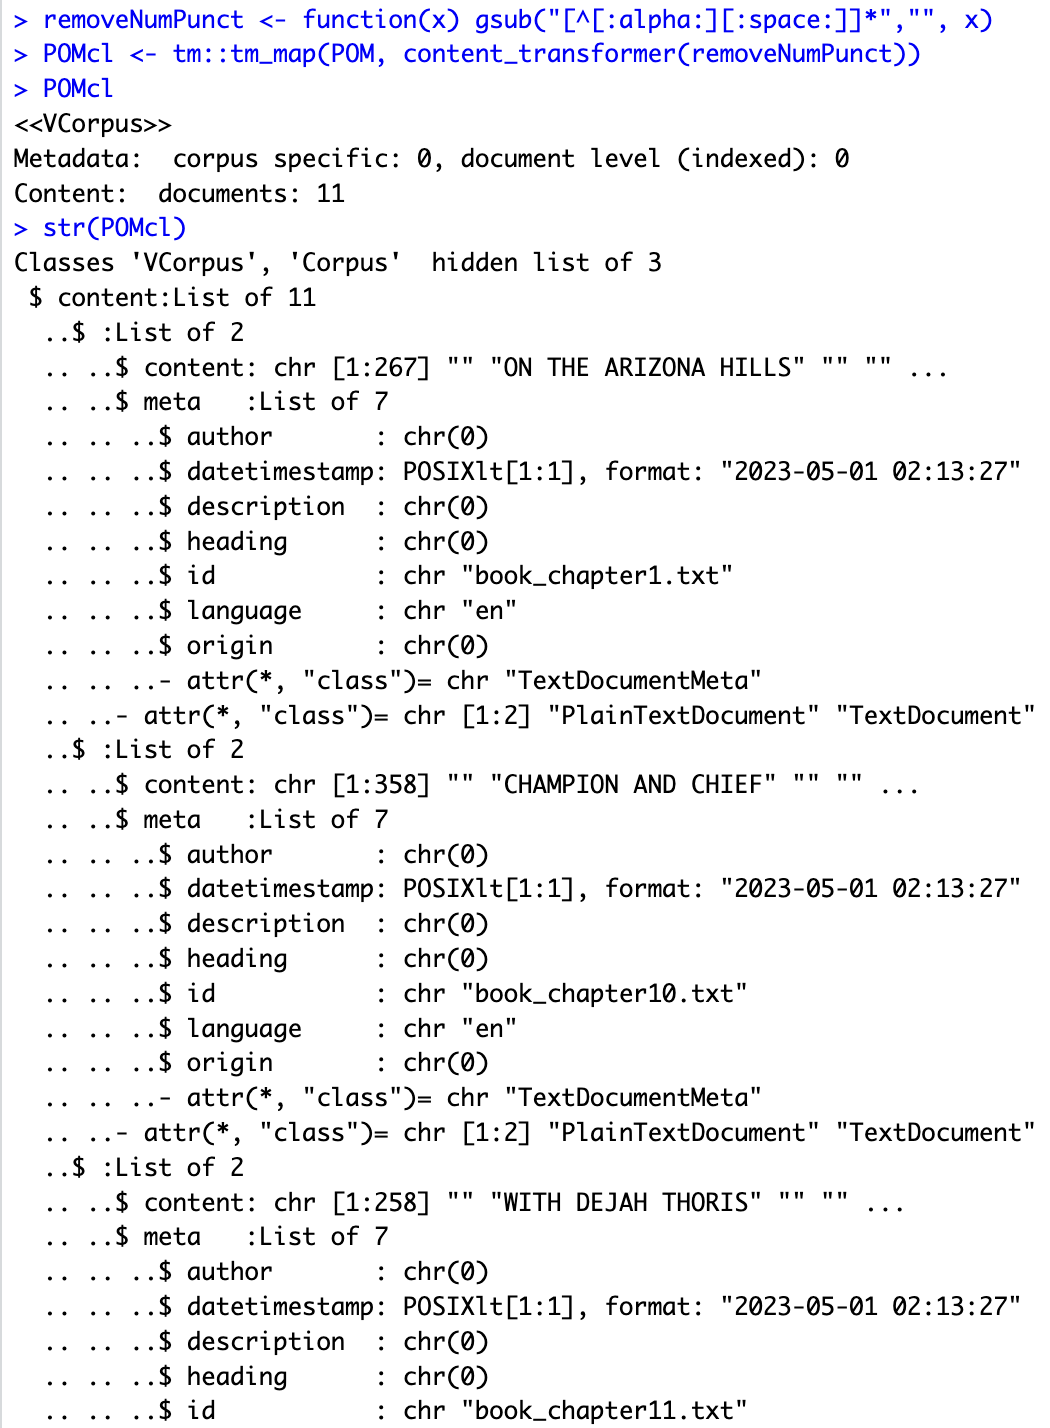 > removeNumPunct <- function(x) gsub("[^[:alpha:][:space:]]*","", x)
> POMcl <- tm::tm_map(POM, content_transformer(removeNumPunct))
> POMcl
<<VCorpus>>
Metadata:  corpus specific: 0, document level (indexed): 0
Content:  documents: 11
> str(POMcl)
Classes 'VCorpus', 'Corpus'  hidden list of 3
 $ content:List of 11
  ..$ :List of 2
  .. ..$ content: chr [1:267] "" "ON THE ARIZONA HILLS" "" "" ...
  .. ..$ meta   :List of 7
  .. .. ..$ author       : chr(0)
  .. .. ..$ datetimestamp: POSIXlt[1:1], format: "2023-05-01 02:13:27"
  .. .. ..$ description  : chr(0)
  .. .. ..$ heading      : chr(0)
  .. .. ..$ id           : chr "book_chapter1.txt"
  .. .. ..$ language     : chr "en"
  .. .. ..$ origin       : chr(0)
  .. .. ..- attr(*, "class")= chr "TextDocumentMeta"
  .. ..- attr(*, "class")= chr [1:2] "PlainTextDocument" "TextDocument"
  ..$ :List of 2
  .. ..$ content: chr [1:358] "" "CHAMPION AND CHIEF" "" "" ...
  .. ..$ meta   :List of 7
  .. .. ..$ author       : chr(0)
  .. .. ..$ datetimestamp: POSIXlt[1:1], format: "2023-05-01 02:13:27"
  .. .. ..$ description  : chr(0)
  .. .. ..$ heading      : chr(0)
  .. .. ..$ id           : chr "book_chapter10.txt"
  .. .. ..$ language     : chr "en"
  .. .. ..$ origin       : chr(0)
  .. .. ..- attr(*, "class")= chr "TextDocumentMeta"
  .. ..- attr(*, "class")= chr [1:2] "PlainTextDocument" "TextDocument"
  ..$ :List of 2
  .. ..$ content: chr [1:258] "" "WITH DEJAH THORIS" "" "" ...
  .. ..$ meta   :List of 7
  .. .. ..$ author       : chr(0)
  .. .. ..$ datetimestamp: POSIXlt[1:1], format: "2023-05-01 02:13:27"
  .. .. ..$ description  : chr(0)
  .. .. ..$ heading      : chr(0)
  .. .. ..$ id           : chr "book_chapter11.txt"